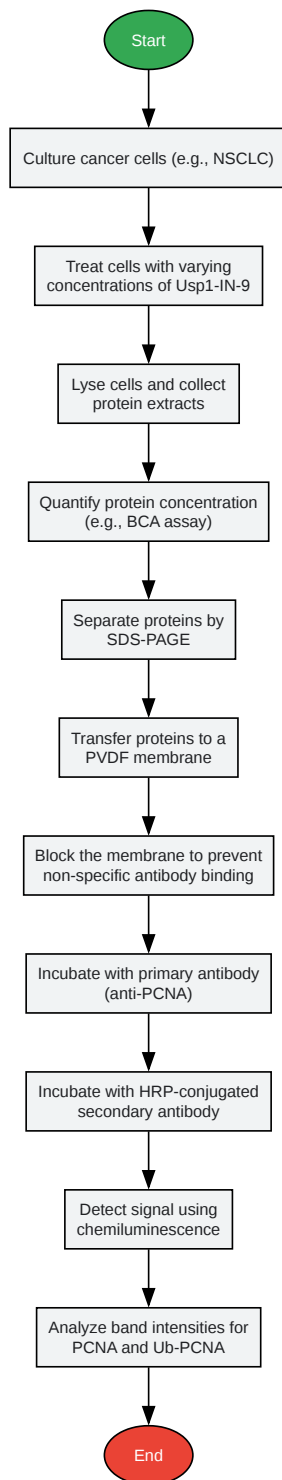 Start
Culture cancer cells (e.g., NSCLC)
Treat cells with varying
concentrations of Usp1-IN-9
Lyse cells and collect
protein extracts
Quantify protein concentration
(e.g., BCA assay)
Separate proteins by
SDS-PAGE
Transfer proteins to a
PVDF membrane
Block the membrane to prevent
non-specific antibody binding
Incubate with primary antibody
(anti-PCNA)
Incubate with HRP-conjugated
secondary antibody
Detect signal using
chemiluminescence
Analyze band intensities for
PCNA and Ub-PCNA
End